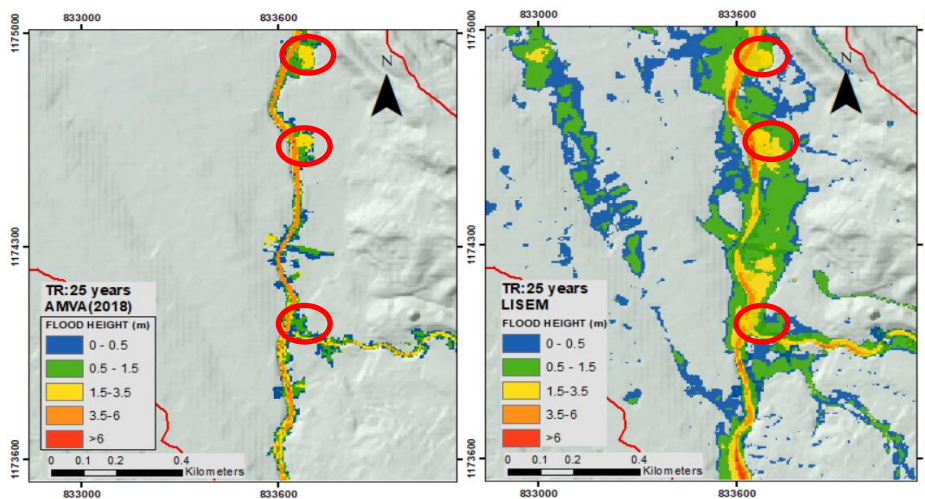 833000 833600
1175000
1174300
1173600
N
TR:25 years
AMVA(2018)
FLOOD HEIGHT (m)
0 - 0.5
0.5 - 1.5
1.5-3.5
3.5-6
>6
0 0.1 0.2 0.4
Kilometers
833000 833600
833000 833600
1175000
1174300
1173600
N
TR:25 years
LISEM
FLOOD HEIGHT (m)
0 - 0.5
0.5 - 1.5
1.5-3.5
3.5-6
>6
0 0.1 0.2 0.4
Kilometers
833000 833600